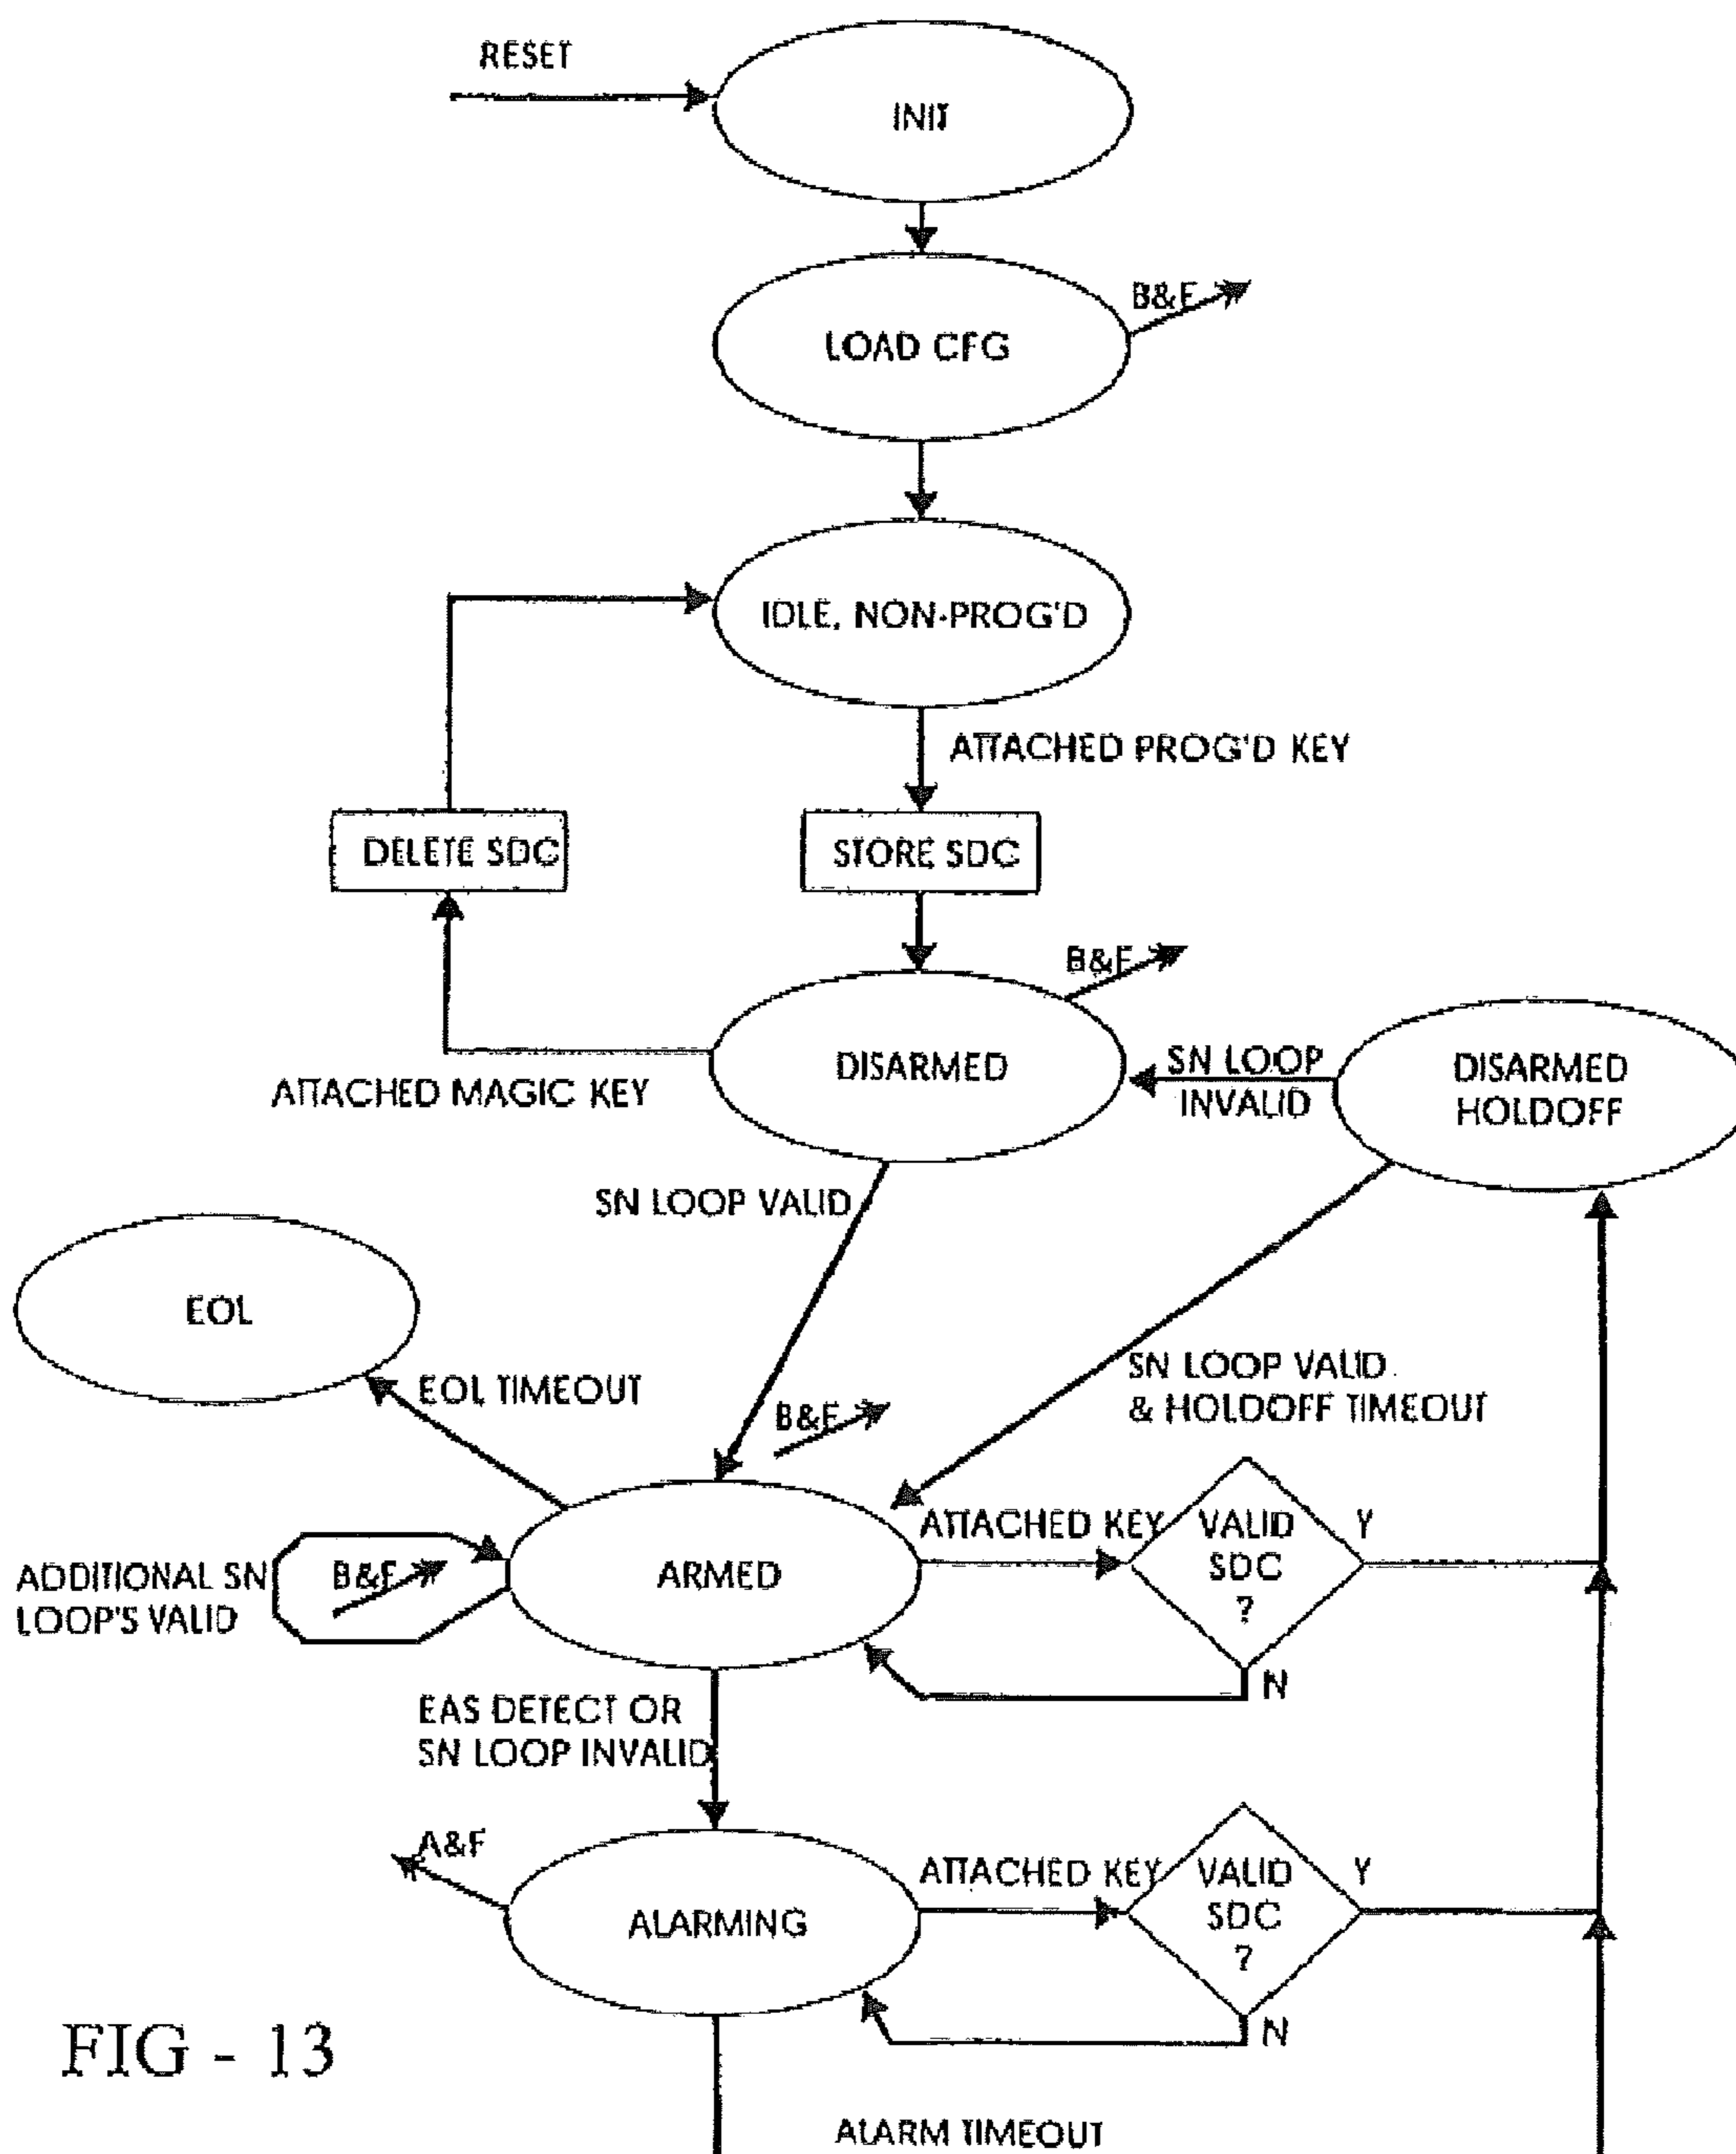 RESET
INIT
B&F
LOAD CFG
IDLE, NON-PROG'D
ATTACHED PROG'D KEY
DELETE SDC
STORE SDC
B&F
DISARMED
SN LOOP
INVALID
DISARMED
HOLDOFF
ATTACHED MAGIC KEY
SN LOOP VALID
EOL
EOL TIMEOUT
B&F
SN LOOP VALID
& HOLDOFF TIMEOUT
ADDITIONAL SN
LOOP'S VALID
B&F
ARMED
ATTACHED KEY
VALID
SDC
?
Y
N
EAS DETECT OR
SN LOOP INVALID
A&F
ALARMING
ATTACHED KEY
VALID
SDC
?
Y
N
FIG - 13
ALARM TIMEOUT